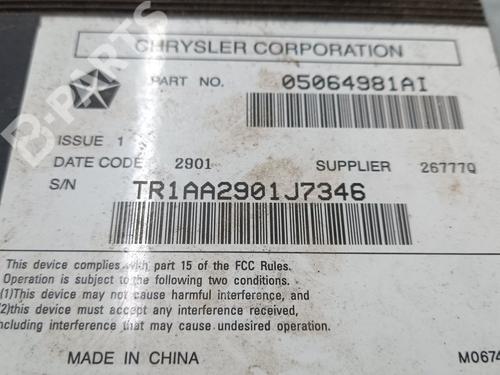 CHRYSLER CORPORATION
PART NO. 05064981AI
ISSUE 1
DATE CODE 2901 SUPPLIER 26777Q
S/N TR1AA2901J7346
This device complies with part 15 of the FCC Rules.
Operation is subject to the following two conditions.
(1)This device may not cause harmful interference, and
2)this device must accept any interference received,
including interference that may cause undesired operation.
MADE IN CHINA M0674
B-PARTS